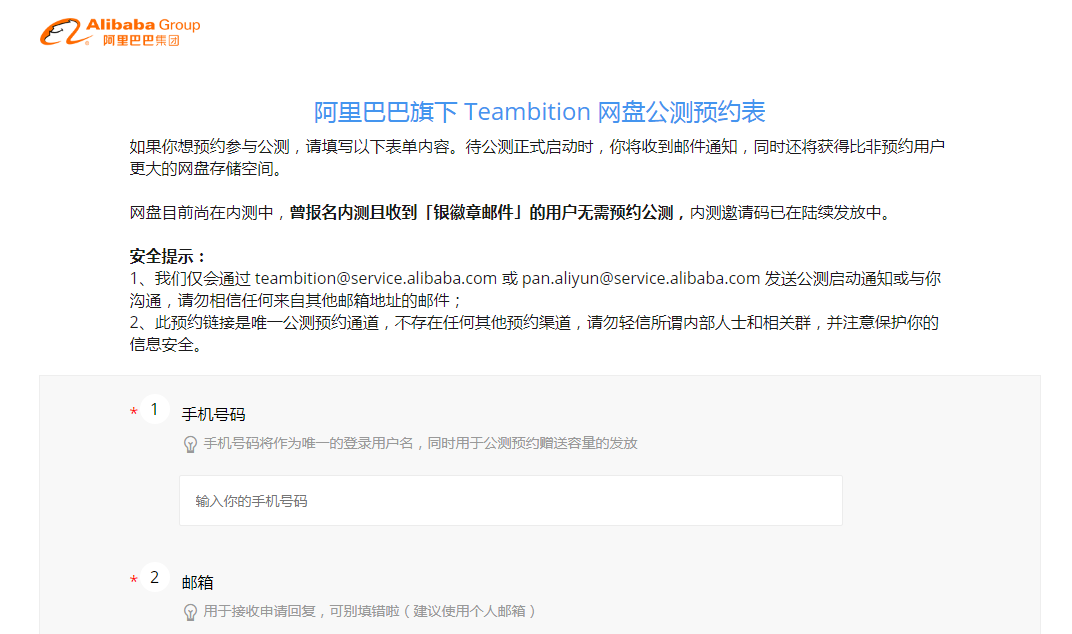 Alibaba Group
阿里巴巴集团
阿里巴巴旗下 Teambition 网盘公测预约表
如果你想预约参与公测，请填写以下表单内容。待公测正式启动时，你将收到邮件通知，同时还将获得比非预约用户
更大的网盘存储空间。
网盘目前尚在内测中，曾报名内测且收到「银徽章邮件」的用户无需预约公测，内测邀请码已在陆续发放中。
安全提示：
1、我们仅会通过 teambition@service.alibaba.com 或 pan.aliyun@service.alibaba.com 发送公测启动通知或与你
沟通，请勿相信任何来自其他邮箱地址的邮件；
2、此预约链接是唯一公测预约通道，不存在任何其他预约渠道，请勿轻信所谓内部人士和相关群，并注意保护你的
信息安全。
* 1 手机号码
手机号码将作为唯一的登录用户名，同时用于公测预约赠送容量的发放
输入你的手机号码
* 2 邮箱
用于接收申请回复，可别填错啦（建议使用个人邮箱）